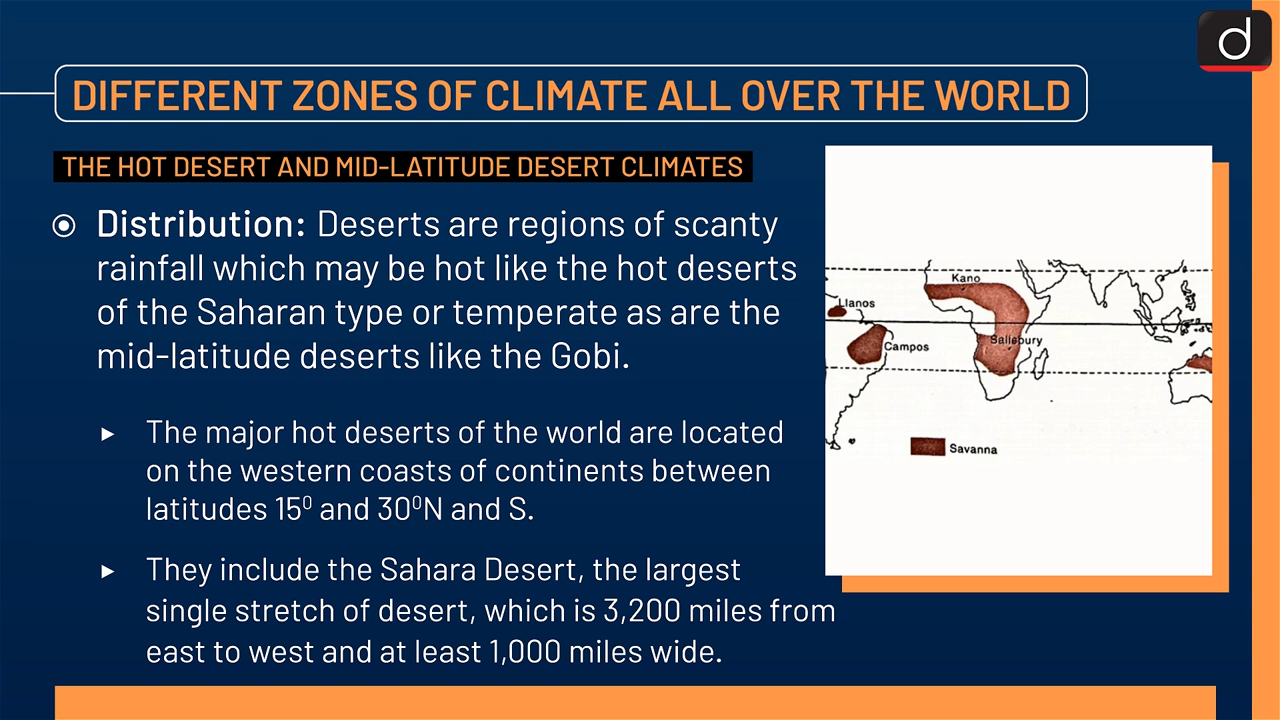 d
DIFFERENT ZONES OF CLIMATE ALL OVER THE WORLD
THE HOT DESERT AND MID-LATITUDE DESERT CLIMATES
Distribution: Deserts are regions of scanty
rainfall which may be hot like the hot deserts
of the Saharan type or temperate as are the
mid-latitude deserts like the Gobi.
The major hot deserts of the world are located
on the western coasts of continents between
latitudes 15⁰ and 30⁰N and S.
They include the Sahara Desert, the largest
single stretch of desert, which is 3,200 miles from
east to west and at least 1,000 miles wide.
Kano
Llanos
Salisbury
Campos
Savanna